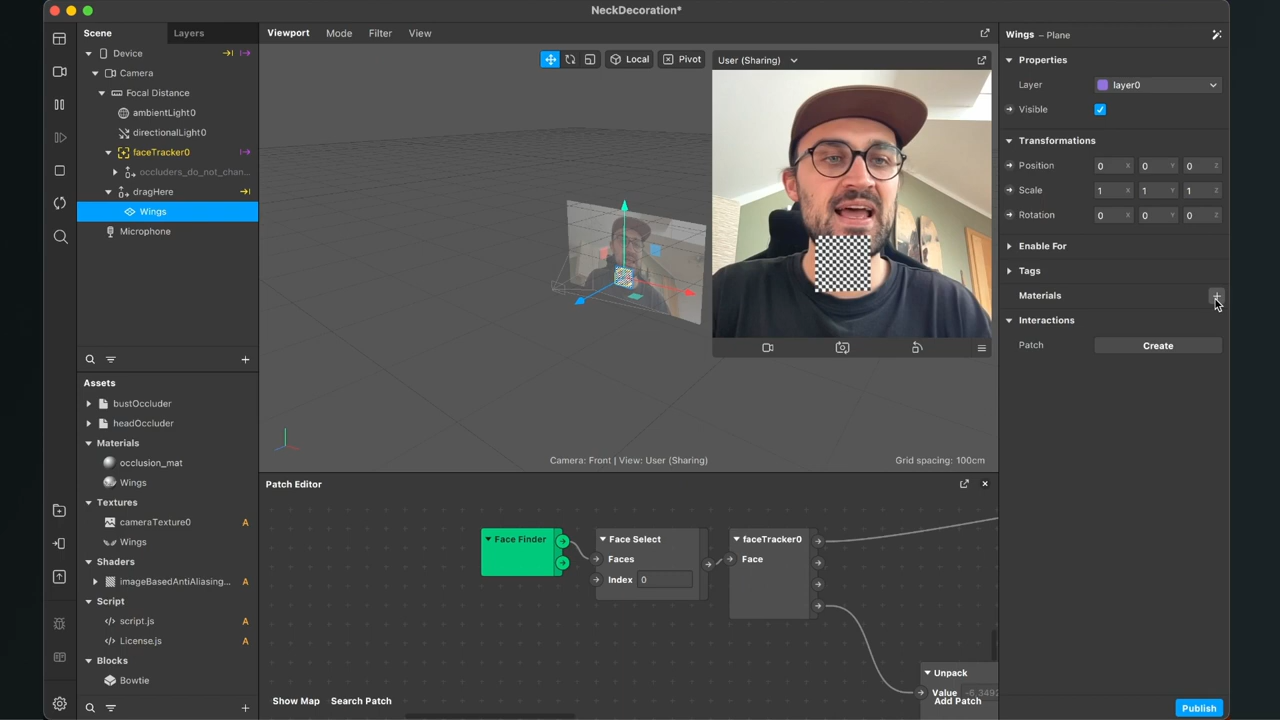 NeckDecoration*
Scene
Layers
Device
Camera
Focal Distance
ambientLight0
directionalLight0
faceTracker0
occluders_do_not_chan...
dragHere
Wings
Microphone
Assets
bustOccluder
headOccluder
Materials
occlusion_mat
Wings
Textures
cameraTexture0 A
Wings
Shaders
imageBasedAntiAliasing... A
Script
script.js A
License.js A
Blocks
Bowtie
Viewport Mode Filter View
Local Pivot
User (Sharing)
Camera: Front | View: User (Sharing)
Grid spacing: 100cm
Patch Editor
Face Finder
Face Select
Faces
Index 0
faceTracker0
Face
Unpack
Value -6.3492
Show Map Search Patch
Add Patch
Wings – Plane
Properties
Layer layer0
Visible
Transformations
Position 0 X 0 Y 0 Z
Scale 1 X 1 Y 1 Z
Rotation 0 X 0 Y 0 Z
Enable For
Tags
Materials
Interactions
Patch Create
Publish